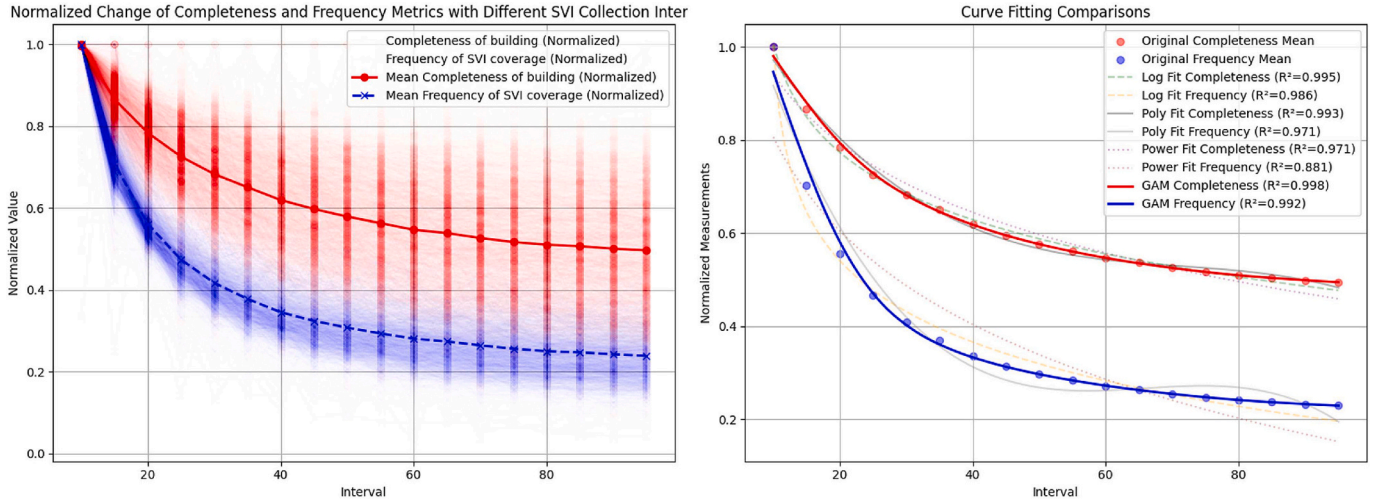 Normalized Change of Completeness and Frequency Metrics with Different SVI Collection Inter
1.0
0.8
0.6
0.4
0.2
0.0
Normalized Value
20
40
60
80
Interval
Completeness of building (Normalized)
Frequency of SVI coverage (Normalized)
Mean Completeness of building (Normalized)
Mean Frequency of SVI coverage (Normalized)
Curve Fitting Comparisons
1.0
0.8
0.6
0.4
0.2
Normalized Measurements
20
40
60
80
Interval
Original Completeness Mean
Original Frequency Mean
Log Fit Completeness (R²=0.995)
Log Fit Frequency (R²=0.986)
Poly Fit Completeness (R²=0.993)
Poly Fit Frequency (R²=0.971)
Power Fit Completeness (R²=0.971)
Power Fit Frequency (R²=0.881)
GAM Completeness (R²=0.998)
GAM Frequency (R²=0.992)